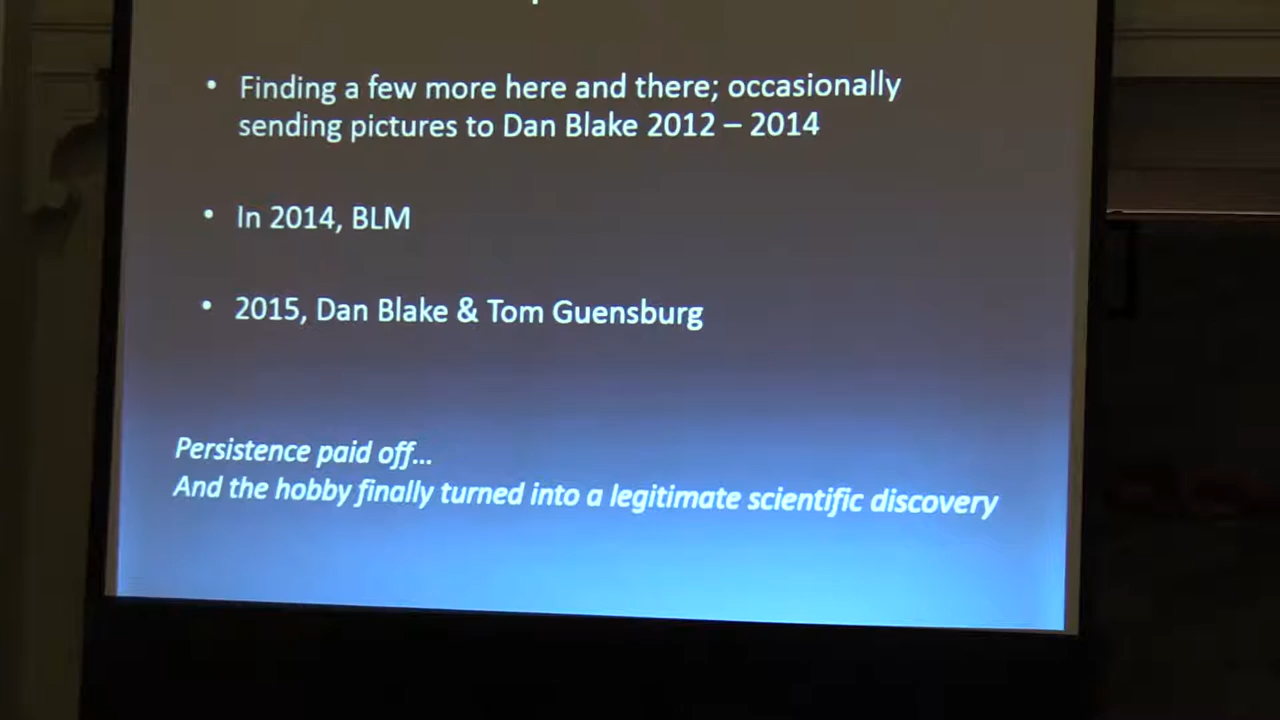 • Finding a few more here and there; occasionally
sending pictures to Dan Blake 2012 – 2014
• In 2014, BLM
• 2015, Dan Blake & Tom Guensburg
Persistence paid off...
And the hobby finally turned into a legitimate scientific discovery